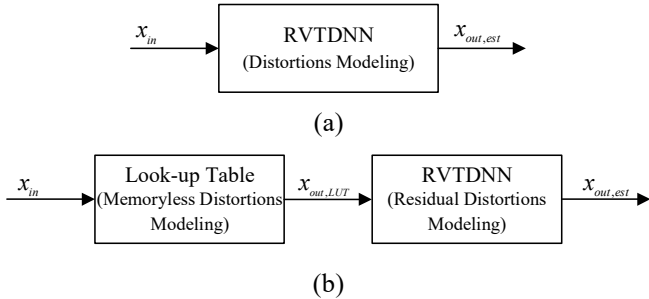 x_in
RVTDNN
(Distortions Modeling)
x_out,est
(a)
x_in
Look-up Table
(Memoryless Distortions
Modeling)
x_out,LUT
RVTDNN
(Residual Distortions
Modeling)
x_out,est
(b)